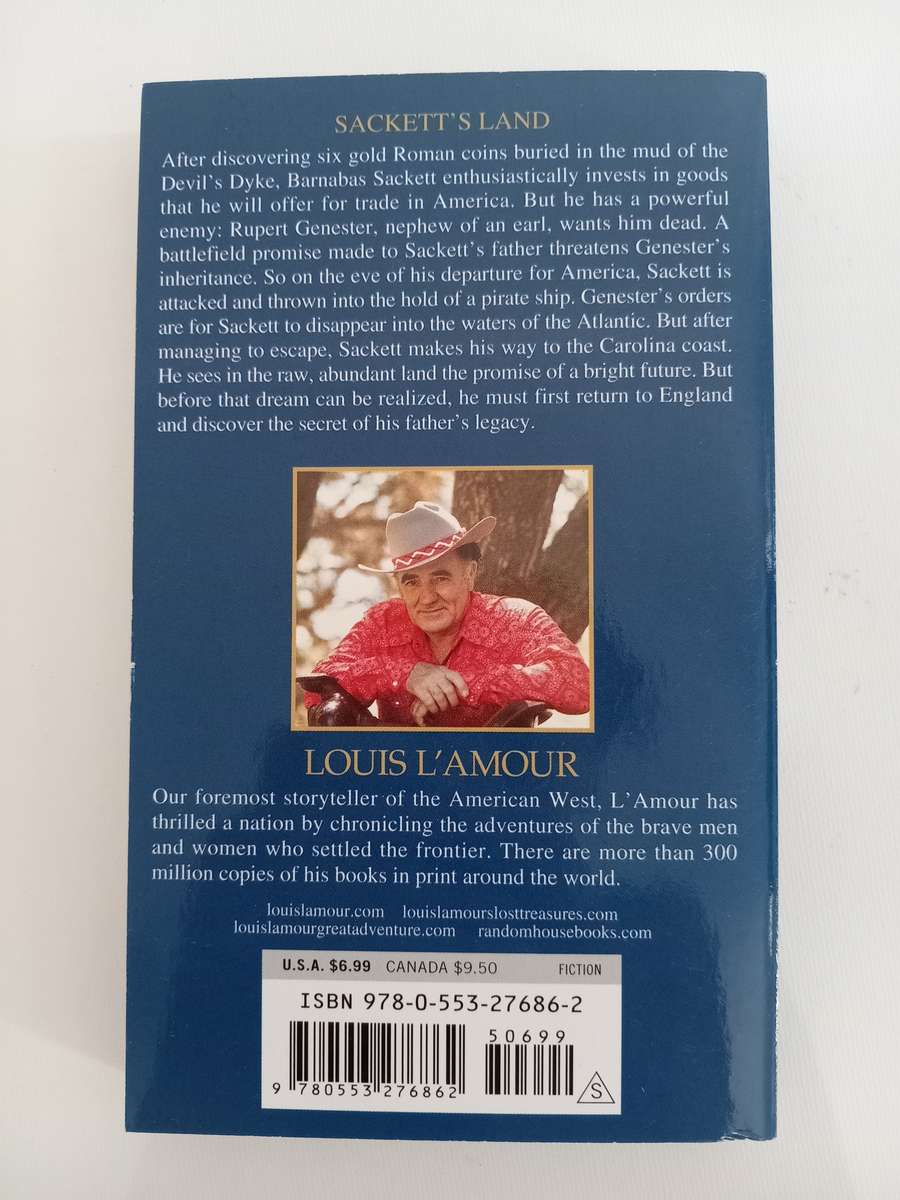 SACKETT'S LAND
After discovering six gold Roman coins buried in the mud of the
Devil's Dyke, Barnabas Sackett enthusiastically invests in goods
that he will offer for trade in America. But he has a powerful
enemy: Rupert Genester, nephew of an earl, wants him dead. A
battlefield promise made to Sackett's father threatens Genester's
inheritance. So on the eve of his departure for America, Sackett is
attacked and thrown into the hold of a pirate ship. Genester's orders
are for Sackett to disappear into the waters of the Atlantic. But after
managing to escape, Sackett makes his way to the Carolina coast.
He sees in the raw, abundant land the promise of a bright future. But
before that dream can be realized, he must first return to England
and discover the secret of his father's legacy.
LOUIS L'AMOUR
Our foremost storyteller of the American West, L'Amour has
thrilled a nation by chronicling the adventures of the brave men
and women who settled the frontier. There are more than 300
million copies of his books in print around the world.
louislamour.com louislamourslosttreasures.com
louislamourgreatadventure.com randomhousebooks.com
U.S.A. $6.99 CANADA $9.50 FICTION
ISBN 978-0-553-27686-2
50699
9 780553 276862
S